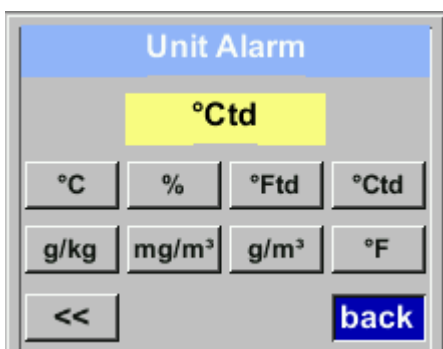 Unit Alarm
°Ctd
°C % °Ftd °Ctd
g/kg mg/m³ g/m³ °F
<< back